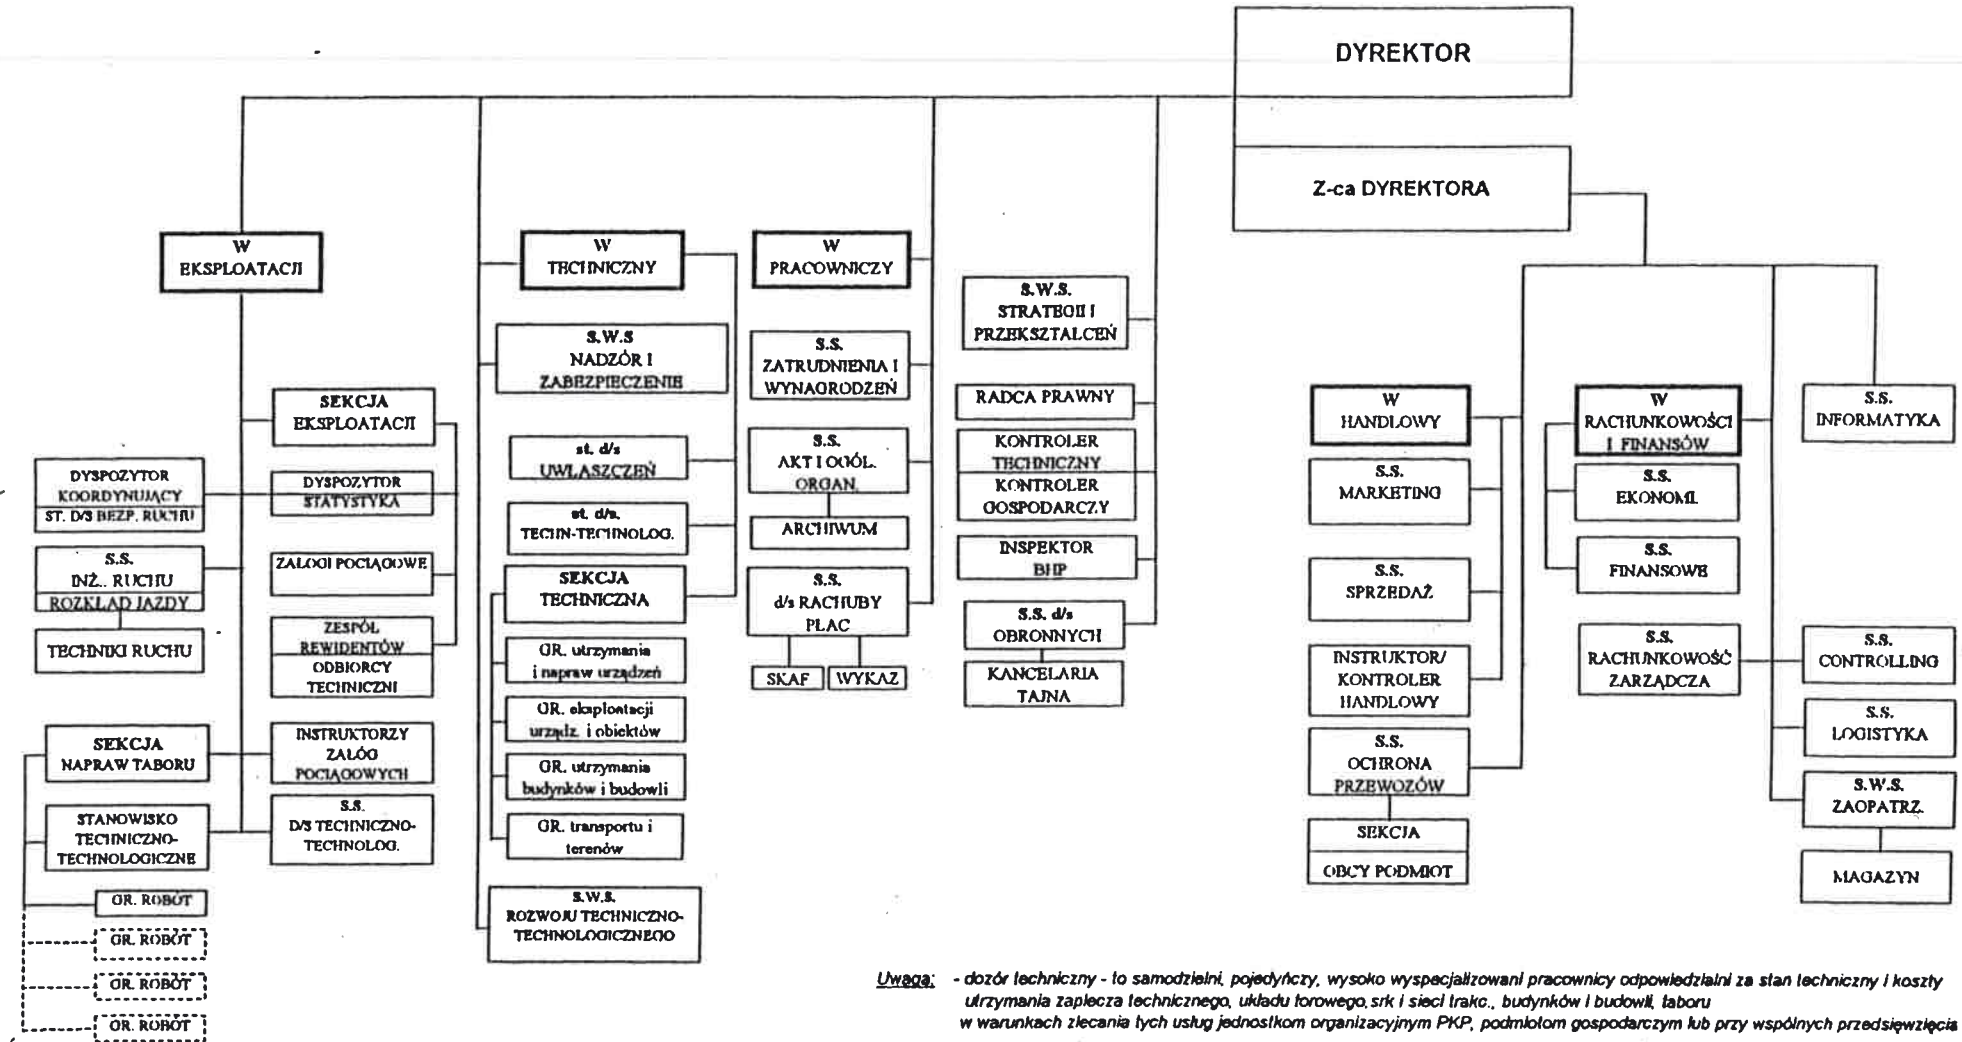 DYREKTOR
Z-ca DYREKTORA
W
EKSPLOATACJI
SEKCJA
EKSPLOATACJI
DYSPOZYTOR
KOORDYNUJĄCY
ST. D/S BEZP. RUCHU
DYSPOZYTOR
STATYSTYKA
S.S.
INŻ.. RUCHU
ROZKŁAD JAZDY
TECHNIKI RUCHU
ZAŁOGI POCIĄGOWE
ZESPÓŁ
REWIDENTÓW
ODBIORCY
TECHNICZNI
SEKCJA
NAPRAW TABORU
INSTRUKTORZY
ZAŁÓG
POCIĄGOWYCH
STANOWISKO
TECHNICZNO-
TECHNOLOGICZNE
S.S.
D/S TECHNICZNO-
TECHNOLOG.
GR. ROBÓT
GR. ROBÓT
GR. ROBÓT
GR. ROBÓT
W
TECHNICZNY
S.W.S
NADZÓR I
ZABEZPIECZENIE
st. d/s
UWŁASZCZEŃ
st. d/s.
TECHN-TECHNOLOG.
SEKCJA
TECHNICZNA
GR. utrzymania
i napraw urządzeń
GR. eksploatacji
urządz. i obiektów
GR. utrzymania
budynków i budowli
GR. transportu i
terenów
S.W.S.
ROZWOJU TECHNICZNO-
TECHNOLOGICZNEGO
W
PRACOWNICZY
S.S.
ZATRUDNIENIA I
WYNAGRODZEŃ
S.S.
AKT I OGÓL.
ORGAN.
ARCHIWUM
S.S.
d/s RACHUBY
PŁAC
SKAF
WYKAZ
S.W.S.
STRATEGII I
PRZEKSZTAŁCEŃ
RADCA PRAWNY
KONTROLER
TECHNICZNY
KONTROLER
GOSPODARCZY
INSPEKTOR
BHP
S.S. d/s
OBRONNYCH
KANCELARIA
TAJNA
W
HANDLOWY
S.S.
MARKETING
S.S.
SPRZEDAŻ
INSTRUKTOR/
KONTROLER
HANDLOWY
S.S.
OCHRONA
PRZEWOZÓW
SEKCJA
OBCY PODMIOT
W
RACHUNKOWOŚCI
I FINANSÓW
S.S.
EKONOMI.
S.S.
FINANSOWE
S.S.
RACHUNKOWOŚĆ
ZARZĄDCZA
S.S.
INFORMATYKA
S.S.
CONTROLLING
S.S.
LOGISTYKA
S.W.S.
ZAOPATRZ.
MAGAZYN
Uwaga: - dozór techniczny - to samodzielni, pojedyńczy, wysoko wyspecjalizowani pracownicy odpowiedzialni za stan techniczny i koszty
utrzymania zaplecza technicznego, układu torowego, srk i sieci trakc., budynków i budowli, taboru
w warunkach zlecania tych usług jednostkom organizacyjnym PKP, podmiotom gospodarczym lub przy wspólnych przedsięwzięcia